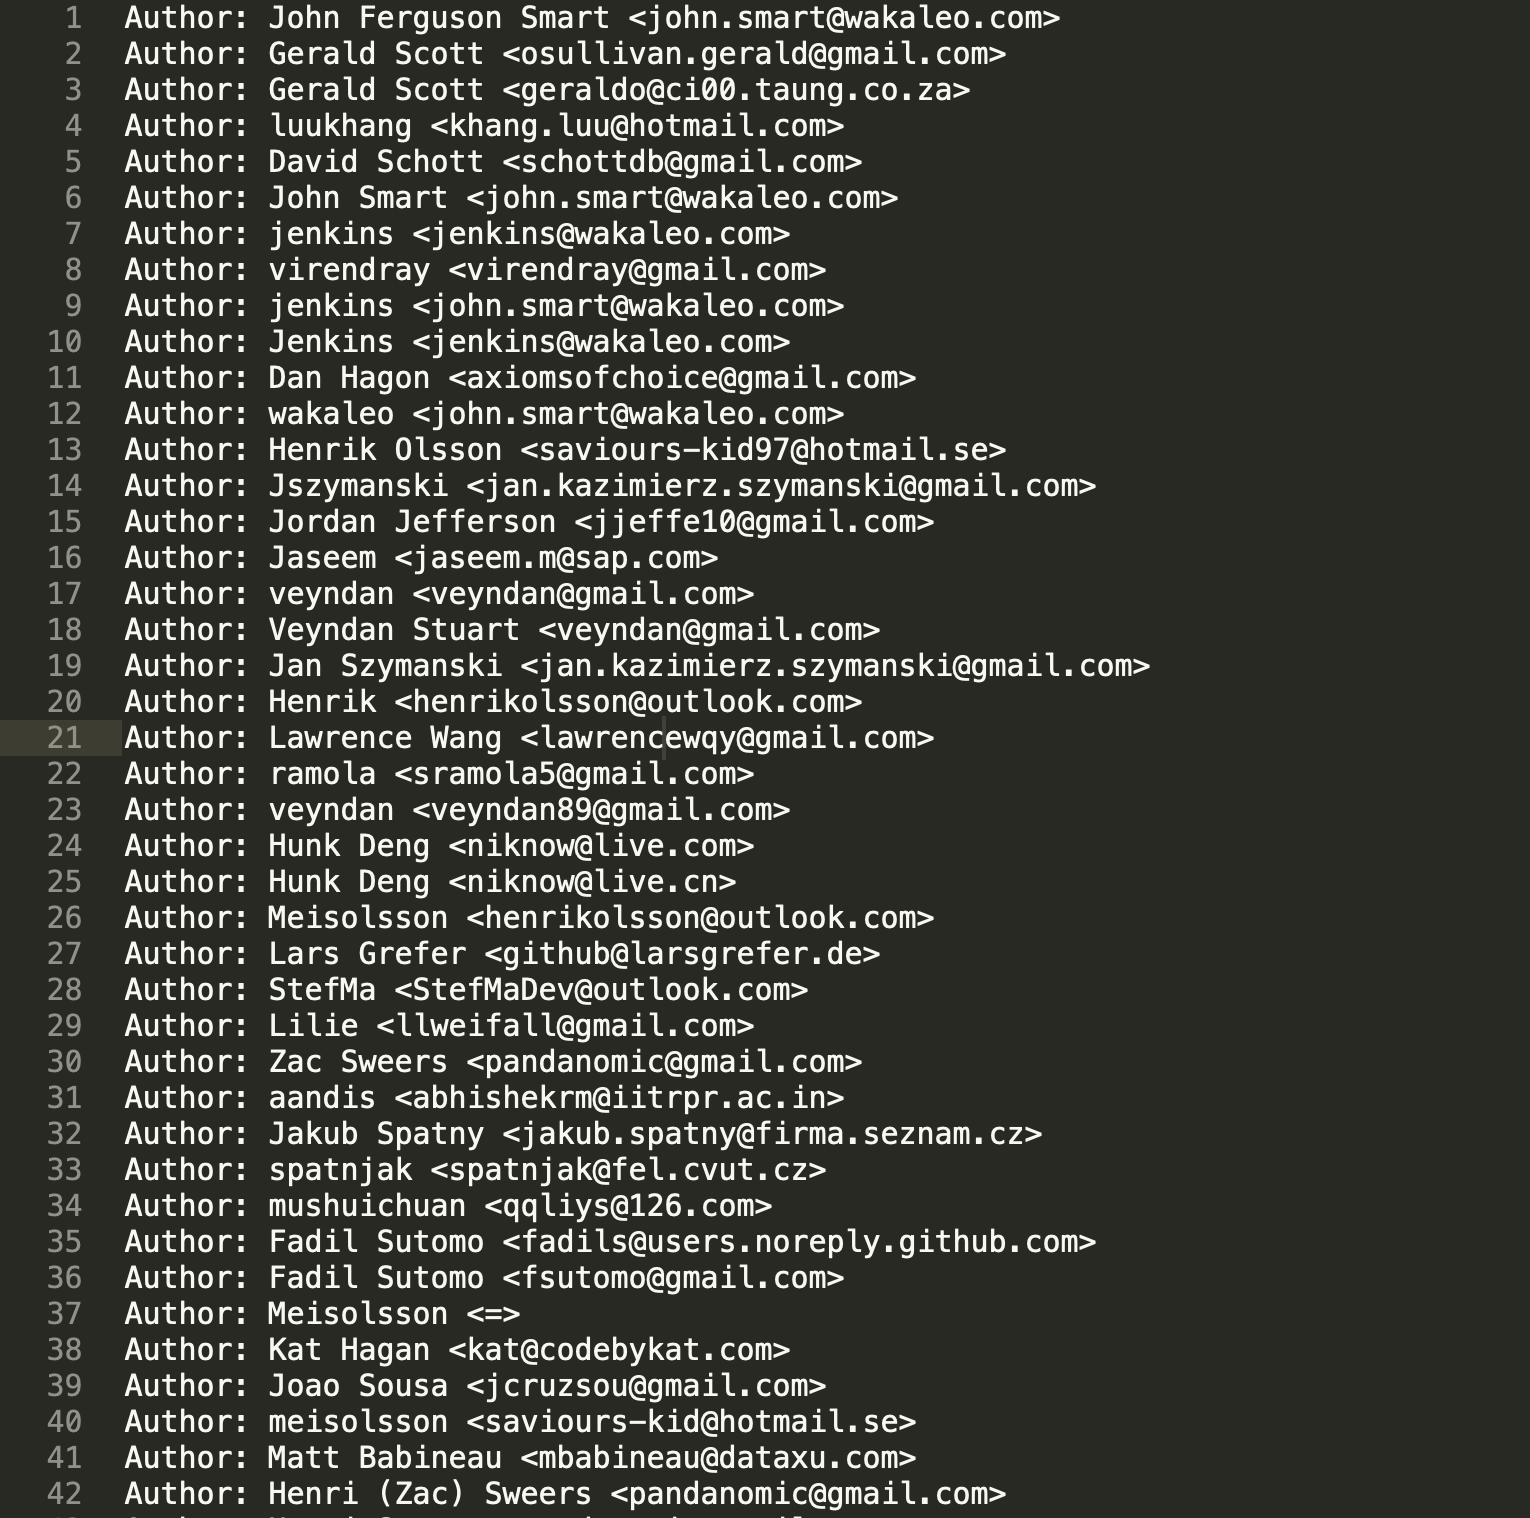 1 Author: John Ferguson Smart <john.smart@wakaleo.com>
2 Author: Gerald Scott <osullivan.gerald@gmail.com>
3 Author: Gerald Scott <geraldo@ci00.taung.co.za>
4 Author: luukhang <khang.luu@hotmail.com>
5 Author: David Schott <schottdb@gmail.com>
6 Author: John Smart <john.smart@wakaleo.com>
7 Author: jenkins <jenkins@wakaleo.com>
8 Author: virendray <virendray@gmail.com>
9 Author: jenkins <john.smart@wakaleo.com>
10 Author: Jenkins <jenkins@wakaleo.com>
11 Author: Dan Hagon <axiomsofchoice@gmail.com>
12 Author: wakaleo <john.smart@wakaleo.com>
13 Author: Henrik Olsson <saviours-kid97@hotmail.se>
14 Author: Jszymanski <jan.kazimierz.szymanski@gmail.com>
15 Author: Jordan Jefferson <jjeffe10@gmail.com>
16 Author: Jaseem <jaseem.m@sap.com>
17 Author: veyndan <veyndan@gmail.com>
18 Author: Veyndan Stuart <veyndan@gmail.com>
19 Author: Jan Szymanski <jan.kazimierz.szymanski@gmail.com>
20 Author: Henrik <henrikolsson@outlook.com>
21 Author: Lawrence Wang <lawrencewqy@gmail.com>
22 Author: ramola <sramola5@gmail.com>
23 Author: veyndan <veyndan89@gmail.com>
24 Author: Hunk Deng <niknow@live.com>
25 Author: Hunk Deng <niknow@live.cn>
26 Author: Meisolsson <henrikolsson@outlook.com>
27 Author: Lars Grefer <github@larsgrefer.de>
28 Author: StefMa <StefMaDev@outlook.com>
29 Author: Lilie <llweifall@gmail.com>
30 Author: Zac Sweers <pandanomic@gmail.com>
31 Author: aandis <abhishekrm@iitrpr.ac.in>
32 Author: Jakub Spatny <jakub.spatny@firma.seznam.cz>
33 Author: spatnjak <spatnjak@fel.cvut.cz>
34 Author: mushuichuan <qqliys@126.com>
35 Author: Fadil Sutomo <fadils@users.noreply.github.com>
36 Author: Fadil Sutomo <fsutomo@gmail.com>
37 Author: Meisolsson <=>
38 Author: Kat Hagan <kat@codebykat.com>
39 Author: Joao Sousa <jcruzsou@gmail.com>
40 Author: meisolsson <saviours-kid@hotmail.se>
41 Author: Matt Babineau <mbabineau@dataxu.com>
42 Author: Henri (Zac) Sweers <pandanomic@gmail.com>